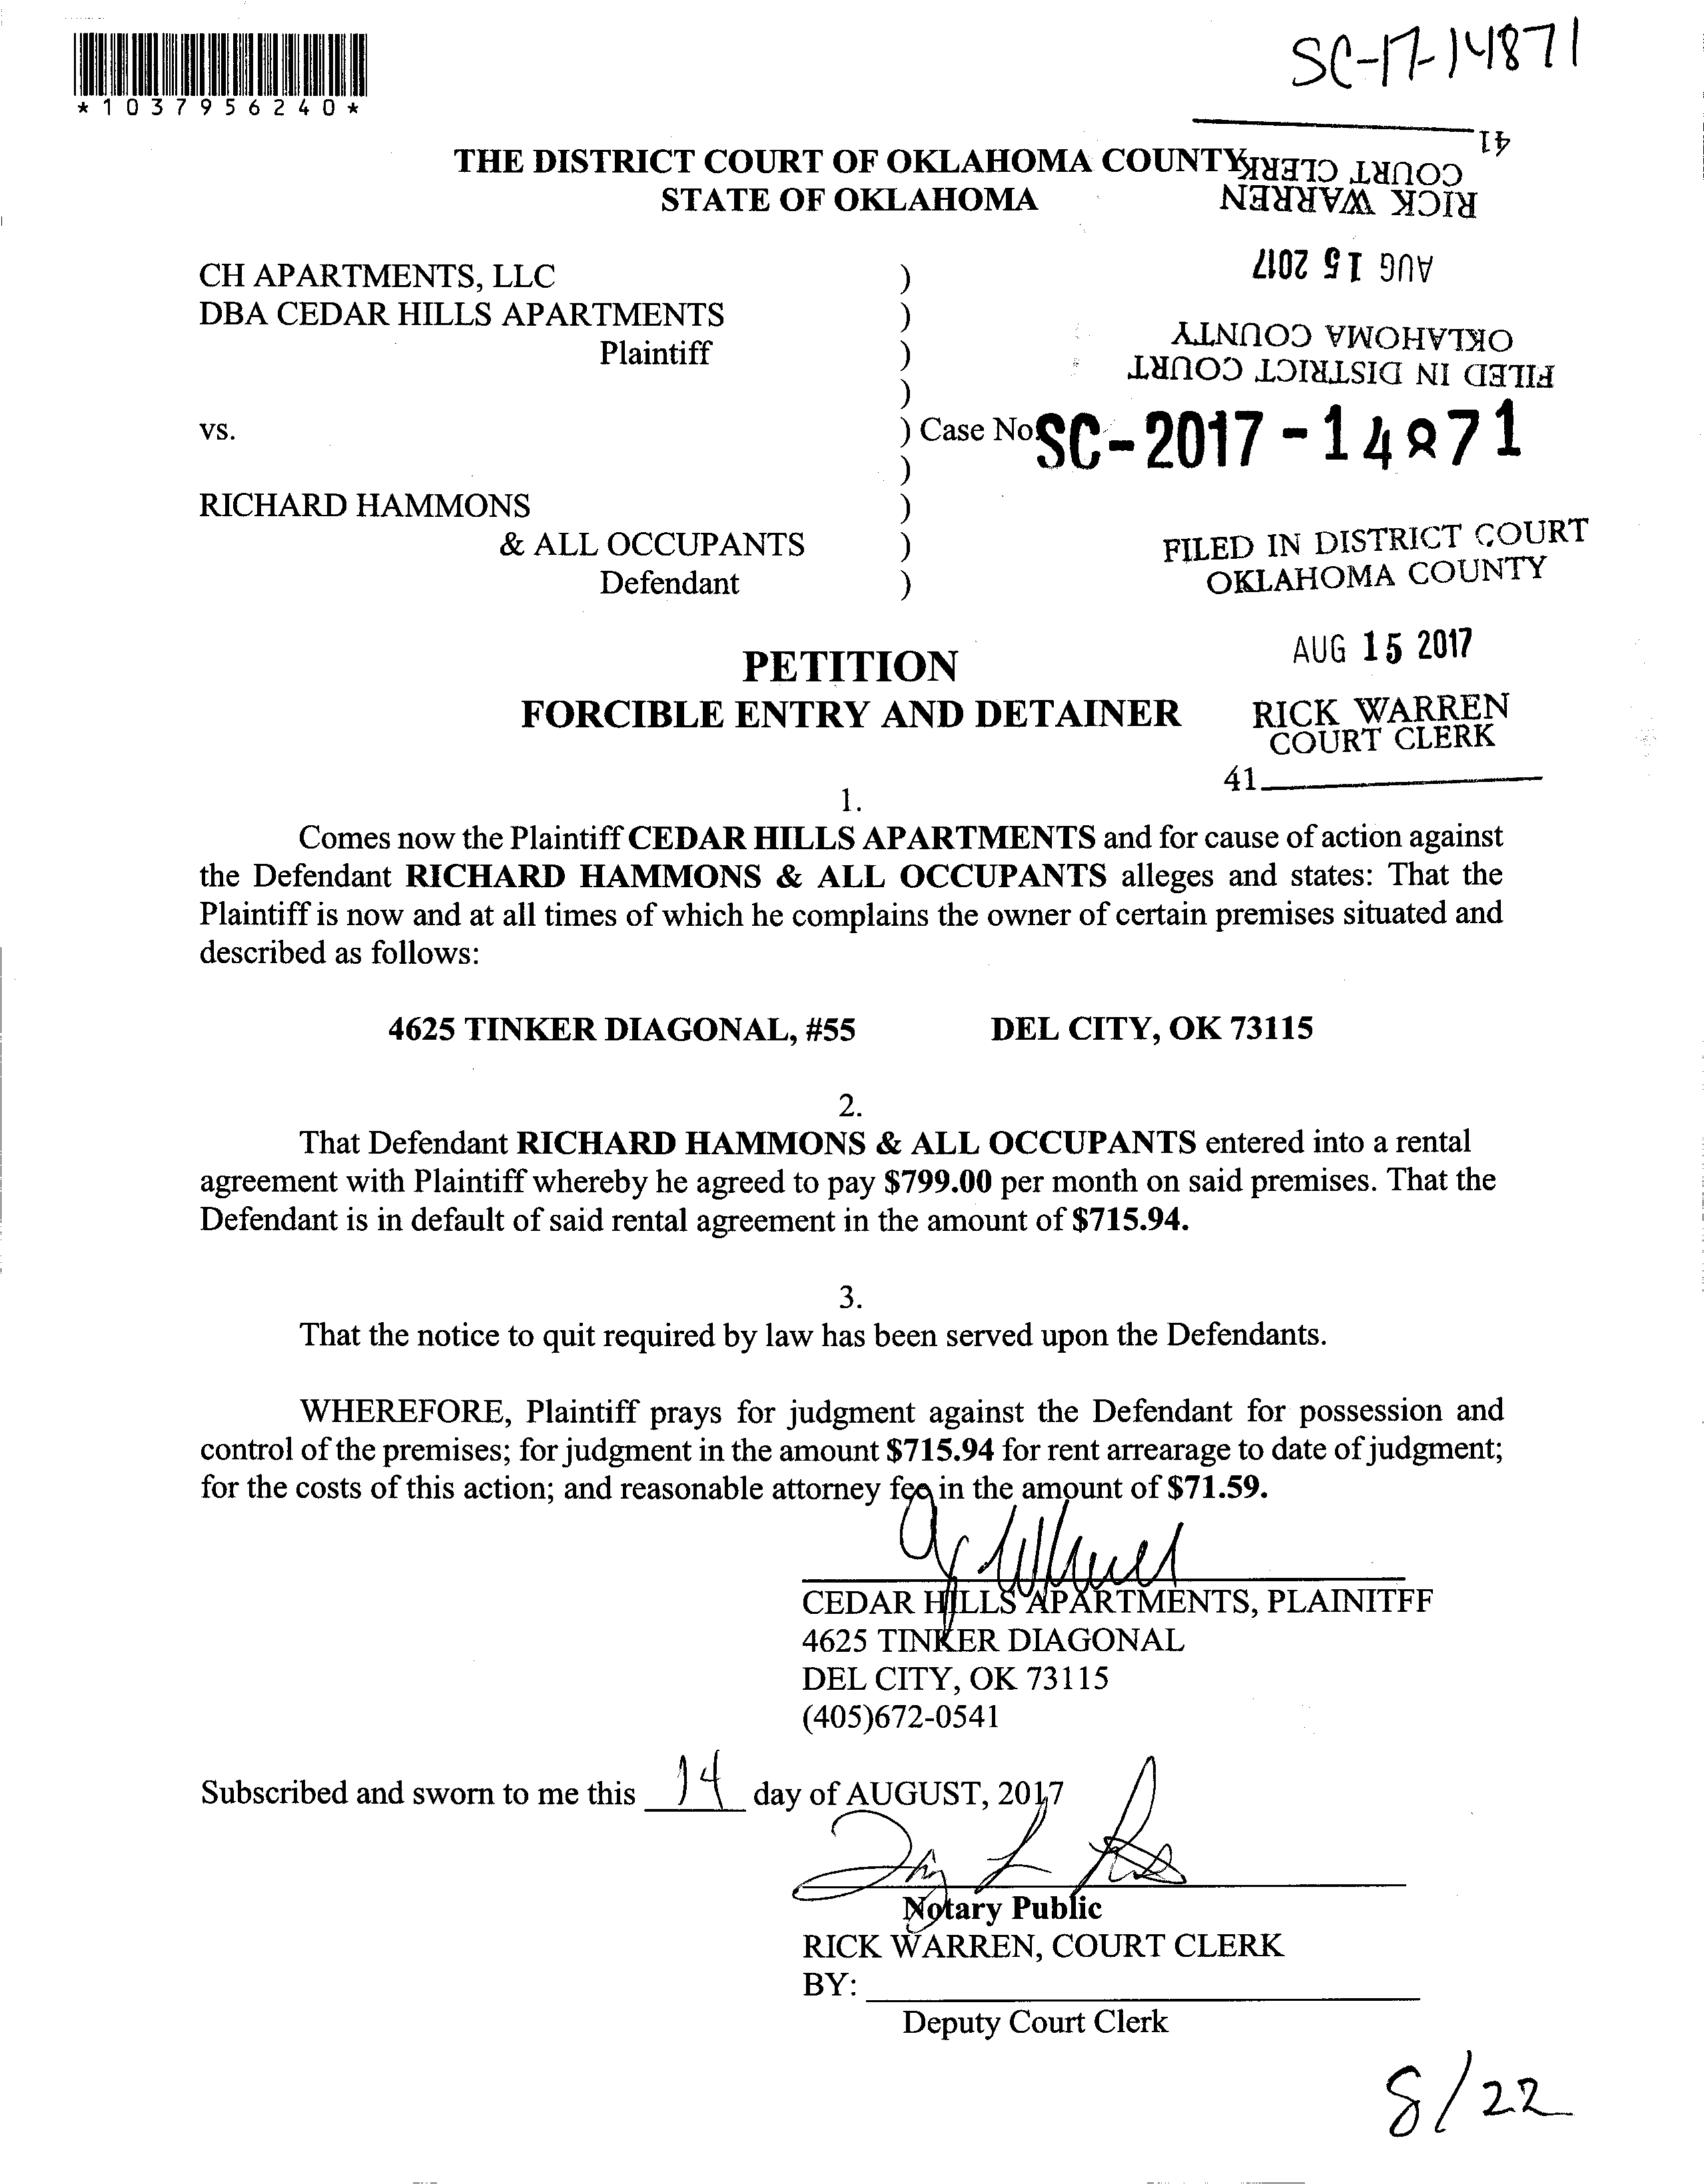 *1037956240*
SC-17-14871
41
THE DISTRICT COURT OF OKLAHOMA COUNTY
COURT CLERK
STATE OF OKLAHOMA
RICK WARREN
AUG 15 2017
CH APARTMENTS, LLC )
DBA CEDAR HILLS APARTMENTS )
OKLAHOMA COUNTY
Plaintiff )
FILED IN DISTRICT COURT
)
vs. ) Case No. SC-2017-14871
)
RICHARD HAMMONS )
& ALL OCCUPANTS )
Defendant )
FILED IN DISTRICT COURT
OKLAHOMA COUNTY
AUG 15 2017
PETITION
FORCIBLE ENTRY AND DETAINER
RICK WARREN
COURT CLERK
41
1.
Comes now the Plaintiff CEDAR HILLS APARTMENTS and for cause of action against
the Defendant RICHARD HAMMONS & ALL OCCUPANTS alleges and states: That the
Plaintiff is now and at all times of which he complains the owner of certain premises situated and
described as follows:
4625 TINKER DIAGONAL, #55 DEL CITY, OK 73115
2.
That Defendant RICHARD HAMMONS & ALL OCCUPANTS entered into a rental
agreement with Plaintiff whereby he agreed to pay $799.00 per month on said premises. That the
Defendant is in default of said rental agreement in the amount of $715.94.
3.
That the notice to quit required by law has been served upon the Defendants.
WHEREFORE, Plaintiff prays for judgment against the Defendant for possession and
control of the premises; for judgment in the amount $715.94 for rent arrearage to date of judgment;
for the costs of this action; and reasonable attorney fee in the amount of $71.59.
CEDAR HILLS APARTMENTS, PLAINITFF
4625 TINKER DIAGONAL
DEL CITY, OK 73115
(405)672-0541
Subscribed and sworn to me this 14 day of AUGUST, 2017
Notary Public
RICK WARREN, COURT CLERK
BY:
Deputy Court Clerk
8/22